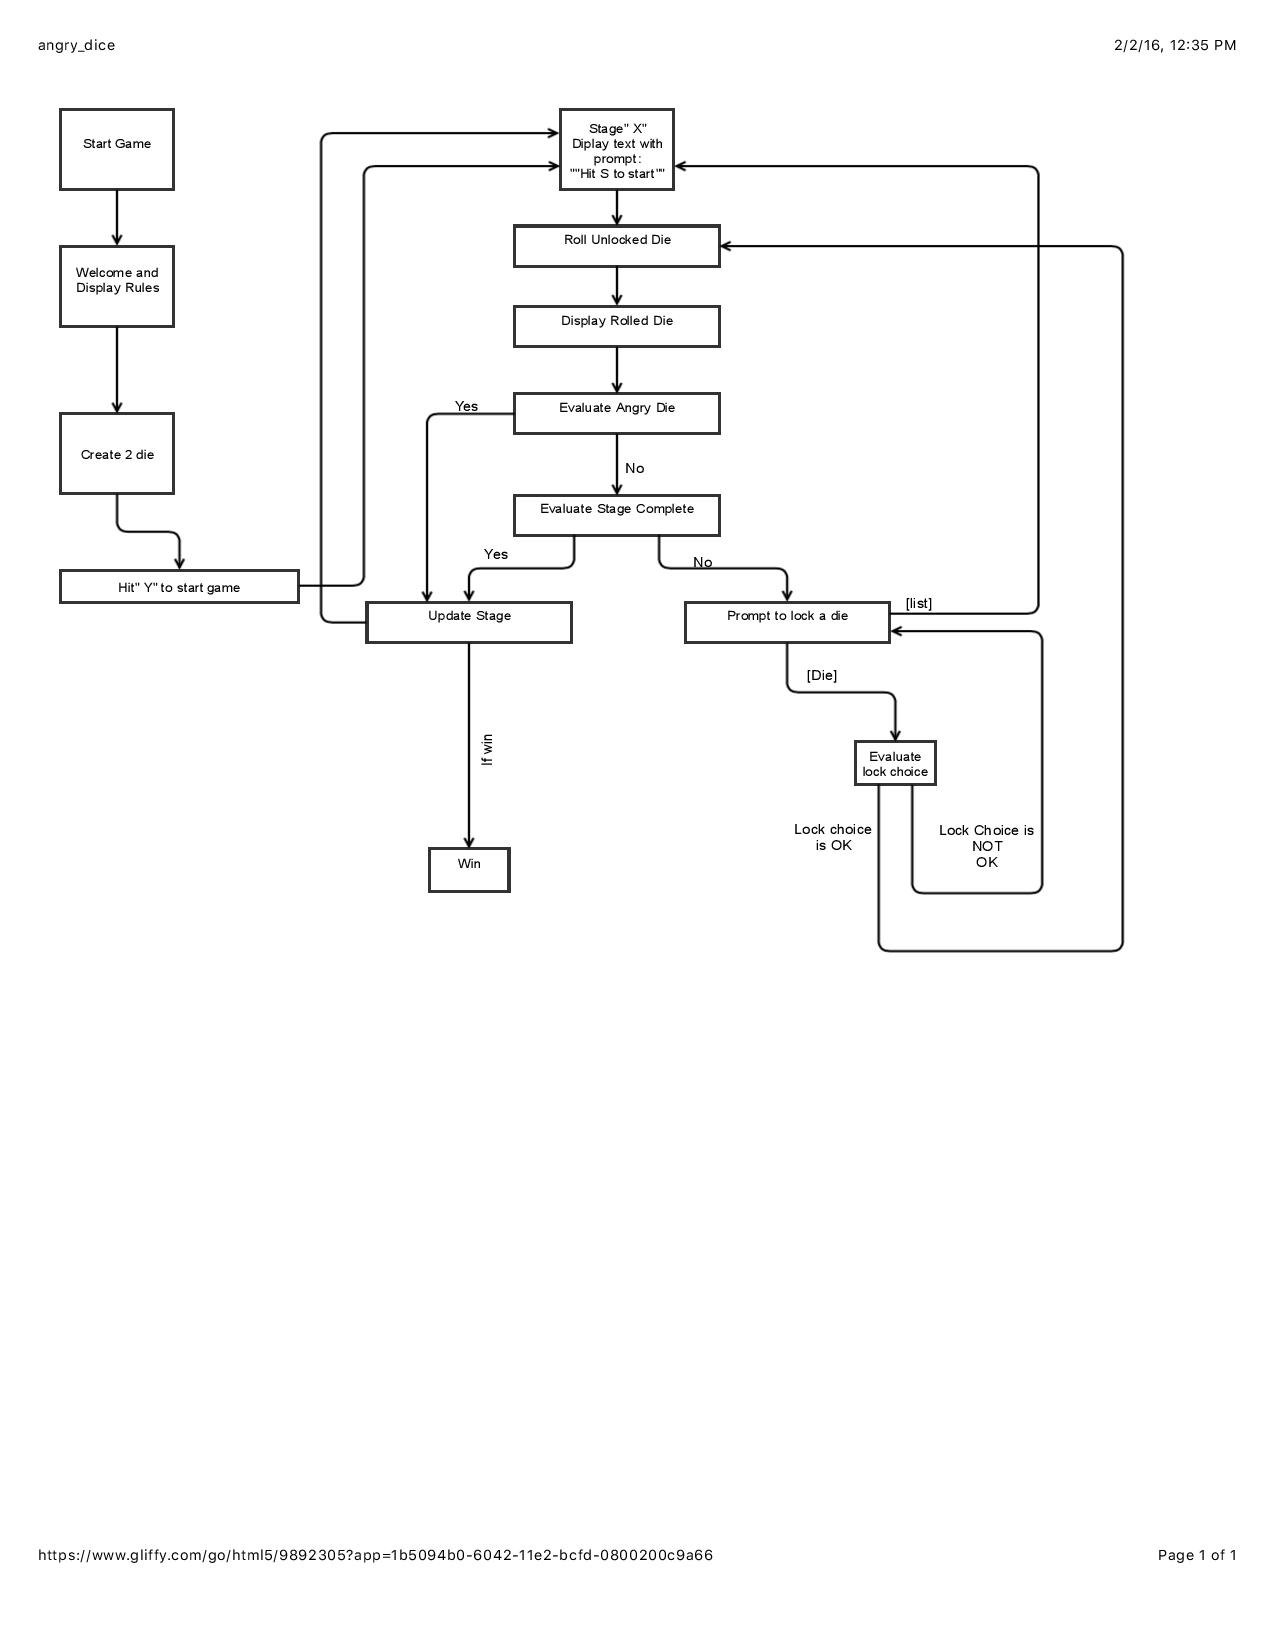 angry_dice
2/2/16, 12:35 PM
Start Game
Welcome and
Display Rules
Create 2 die
Hit" Y" to start game
Stage" X"
Diplay text with
prompt:
""Hit S to start""
Roll Unlocked Die
Display Rolled Die
Evaluate Angry Die
Yes
No
Evaluate Stage Complete
Yes
No
Update Stage
Prompt to lock a die
[list]
[Die]
If win
Evaluate
lock choice
Lock choice
is OK
Lock Choice is
NOT
OK
Win
https://www.gliffy.com/go/html5/9892305?app=1b5094b0-6042-11e2-bcfd-0800200c9a66
Page 1 of 1